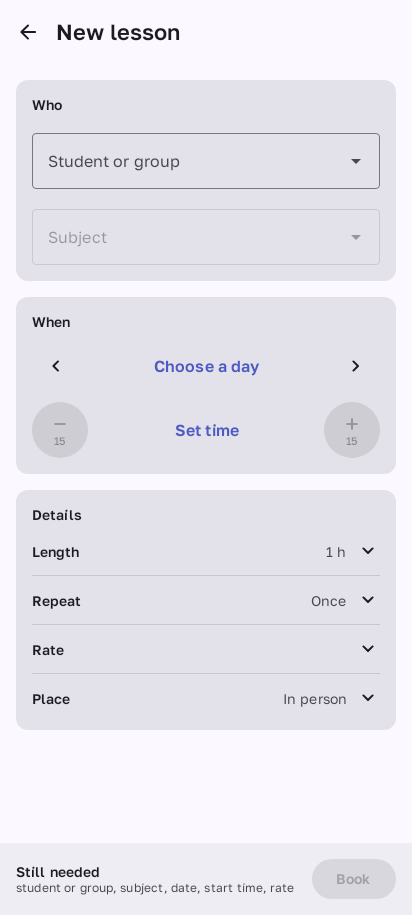 New lesson
Who
Student or group
Subject
When
Choose a day
− 15
Set time
+ 15
Details
Length 1 h
Repeat Once
Rate
Place In person
Still needed
student or group, subject, date, start time, rate
Book